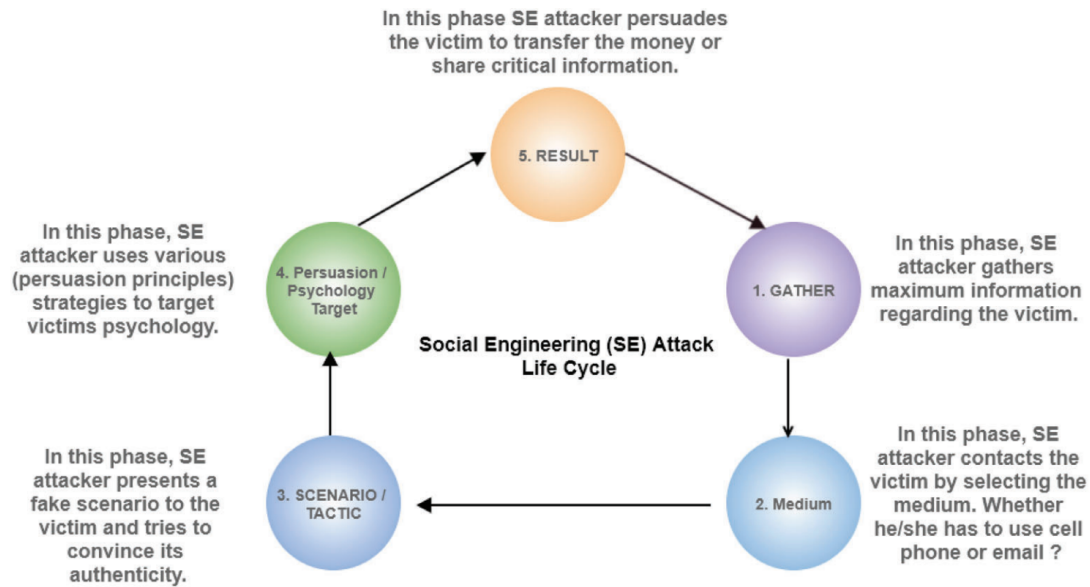 In this phase SE attacker persuades
the victim to transfer the money or
share critical information.
5. RESULT
In this phase, SE
attacker uses various
(persuasion principles)
strategies to target
victims psychology.
4. Persuasion /
Psychology
Target
1. GATHER
In this phase, SE
attacker gathers
maximum information
regarding the victim.
Social Engineering (SE) Attack
Life Cycle
In this phase, SE
attacker presents a
fake scenario to the
victim and tries to
convince its
authenticity.
3. SCENARIO /
TACTIC
2. Medium
In this phase, SE
attacker contacts the
victim by selecting the
medium. Whether
he/she has to use cell
phone or email ?